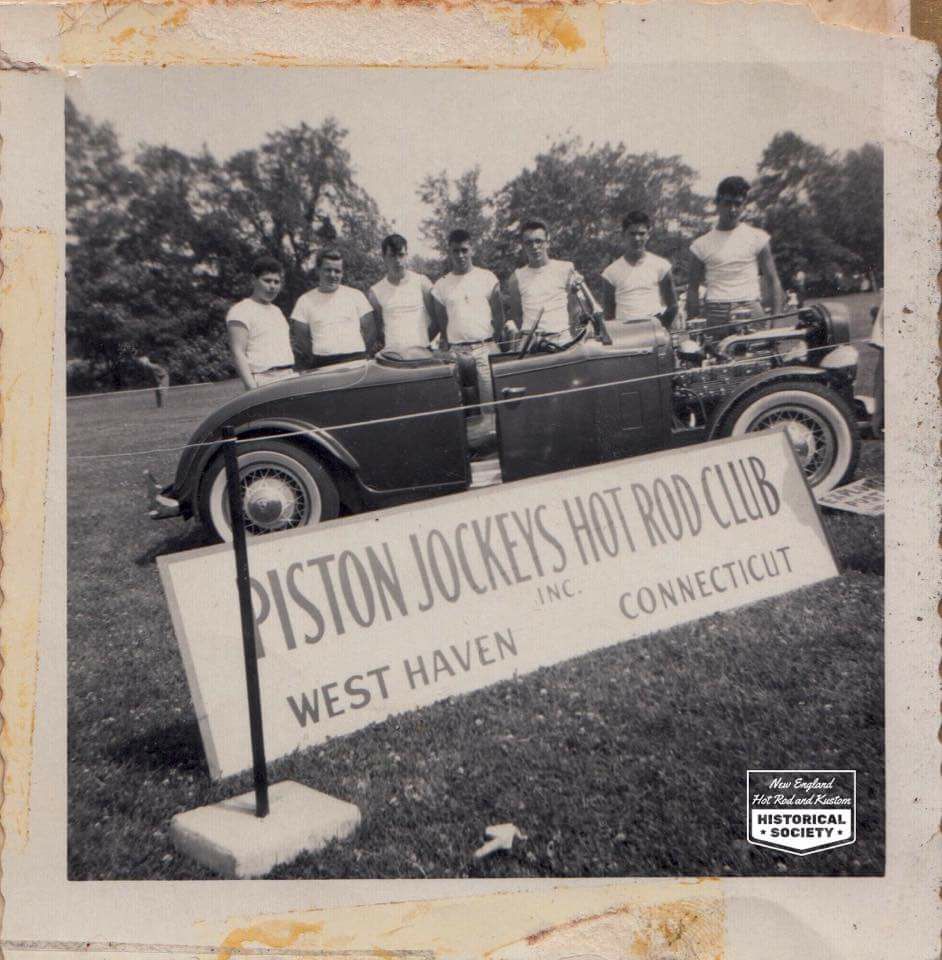 PISTON JOCKEYS HOT ROD CLUB
INC.
WEST HAVEN CONNECTICUT
New England
Hot Rod and Kustom
HISTORICAL
SOCIETY